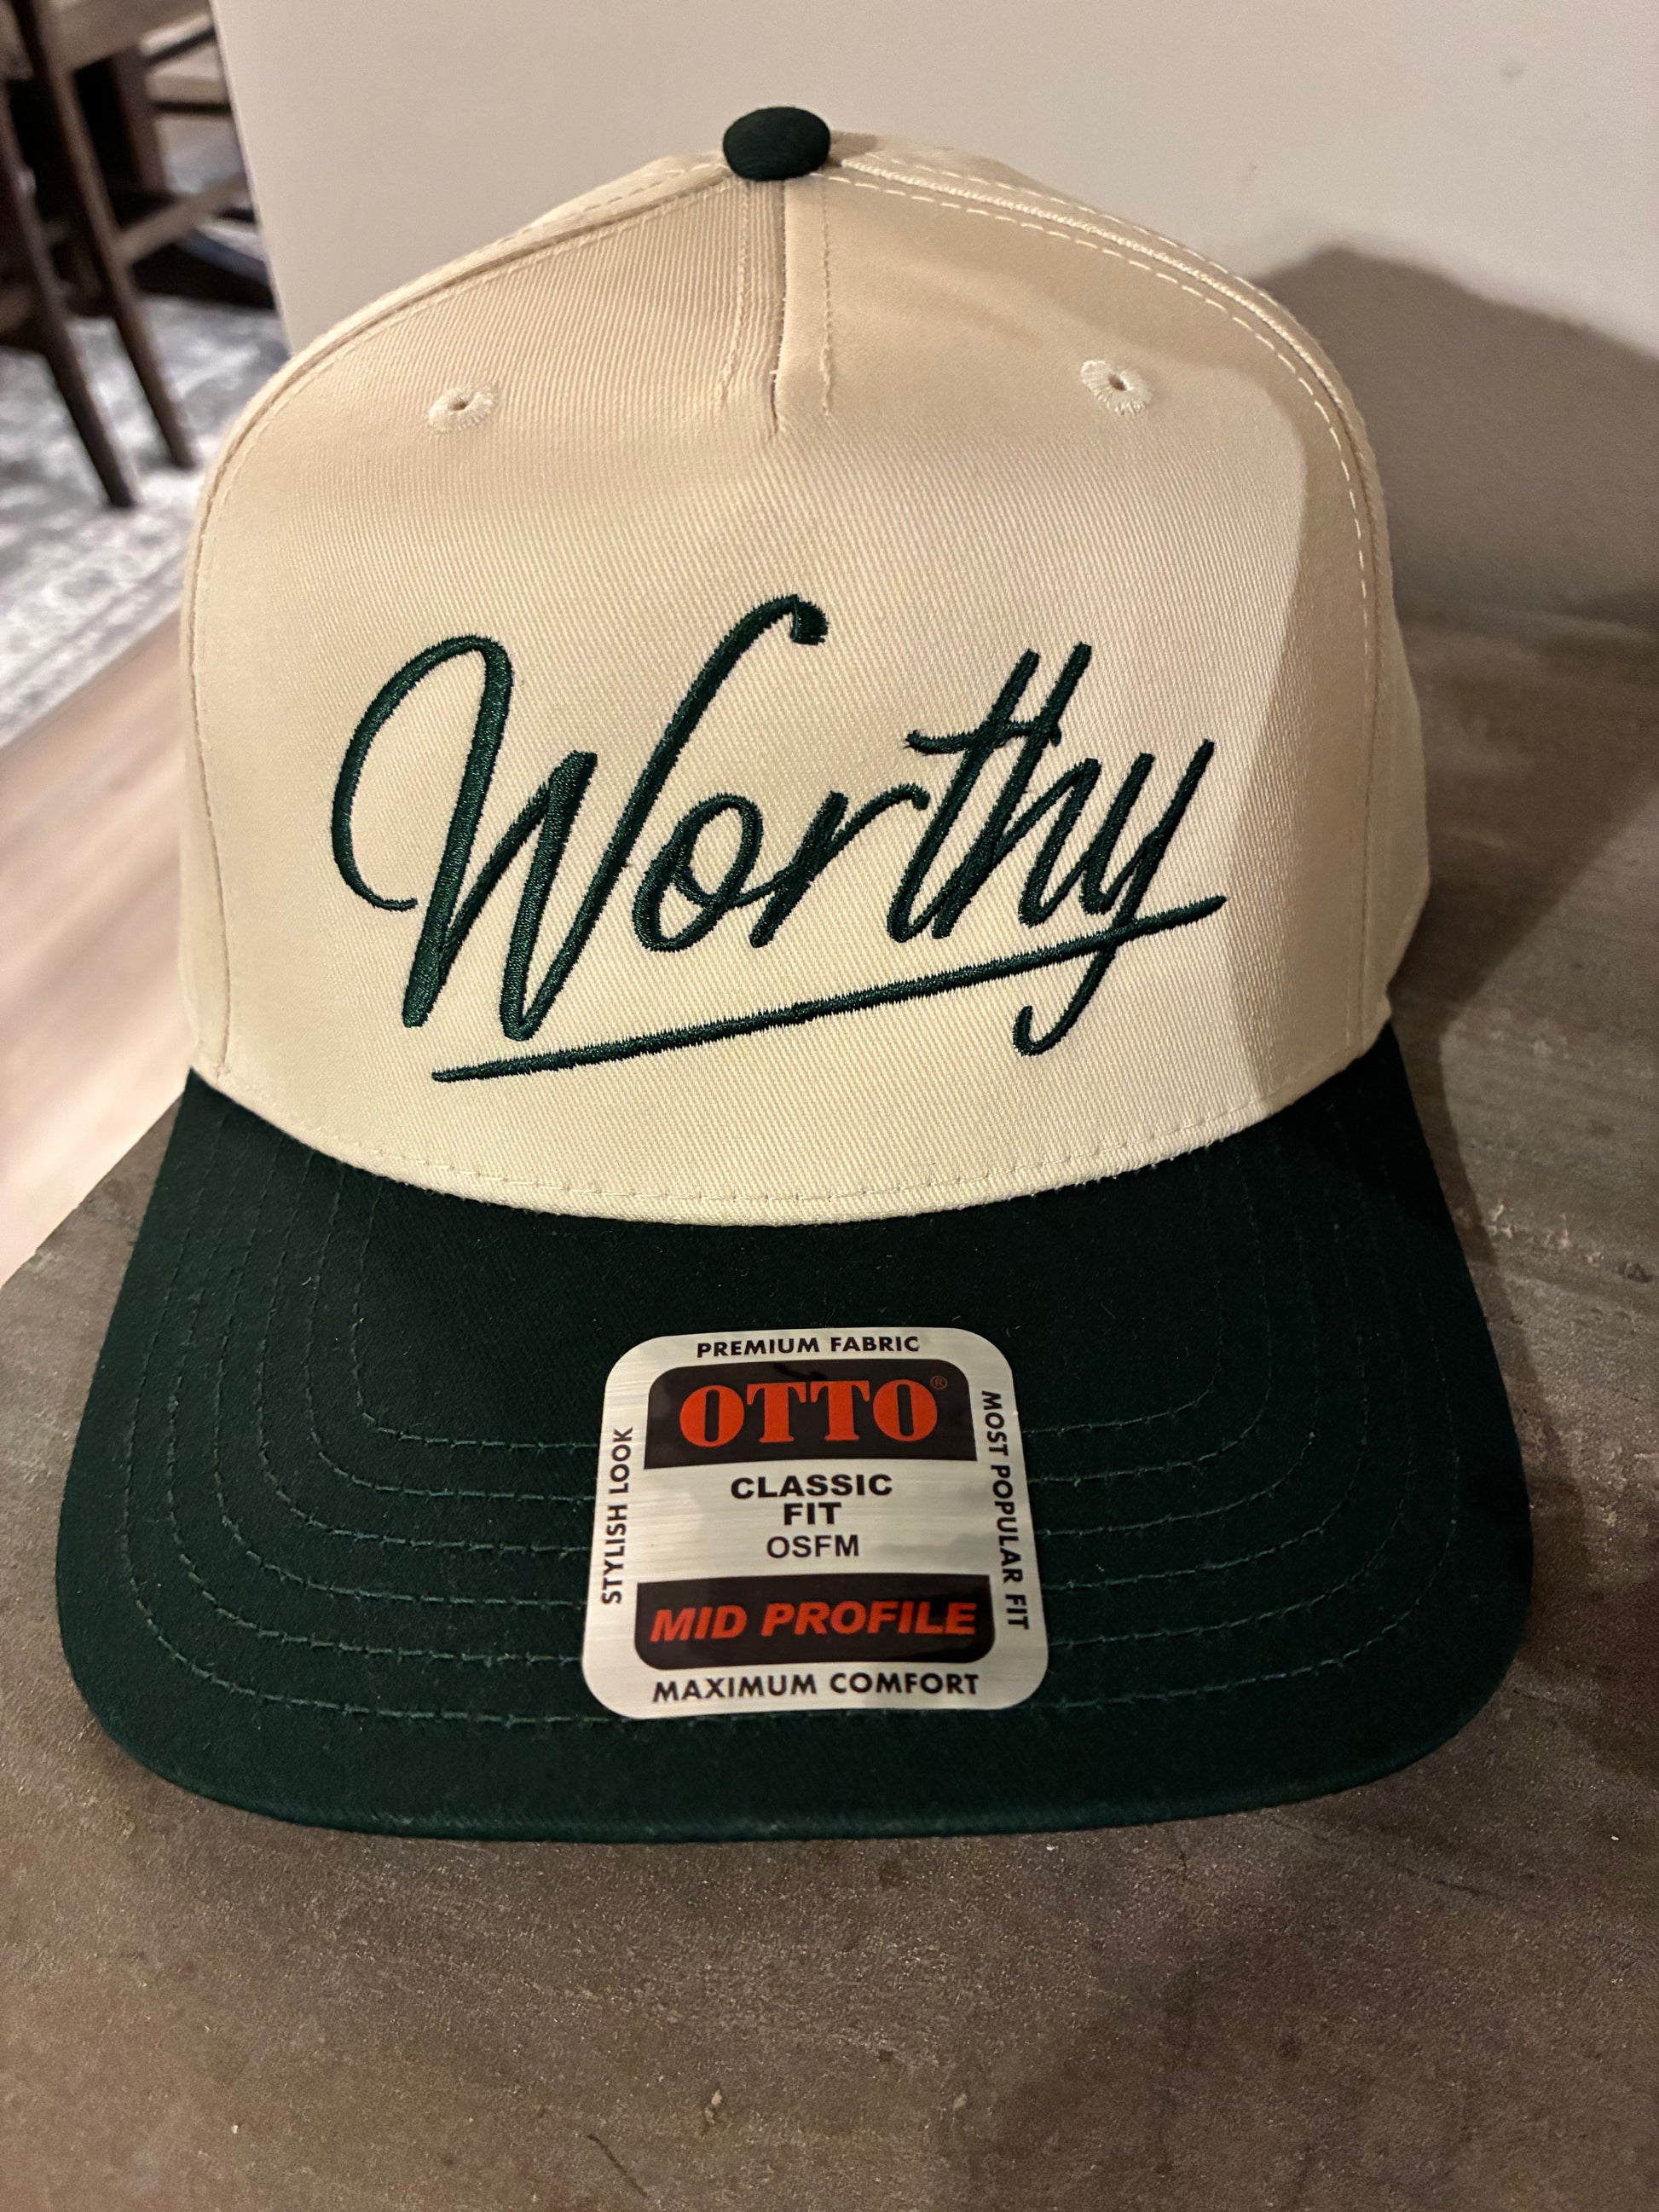 Worthy
PREMIUM FABRIC
OTTO®
STYLISH LOOK
CLASSIC
FIT
OSFM
MOST POPULAR FIT
MID PROFILE
MAXIMUM COMFORT